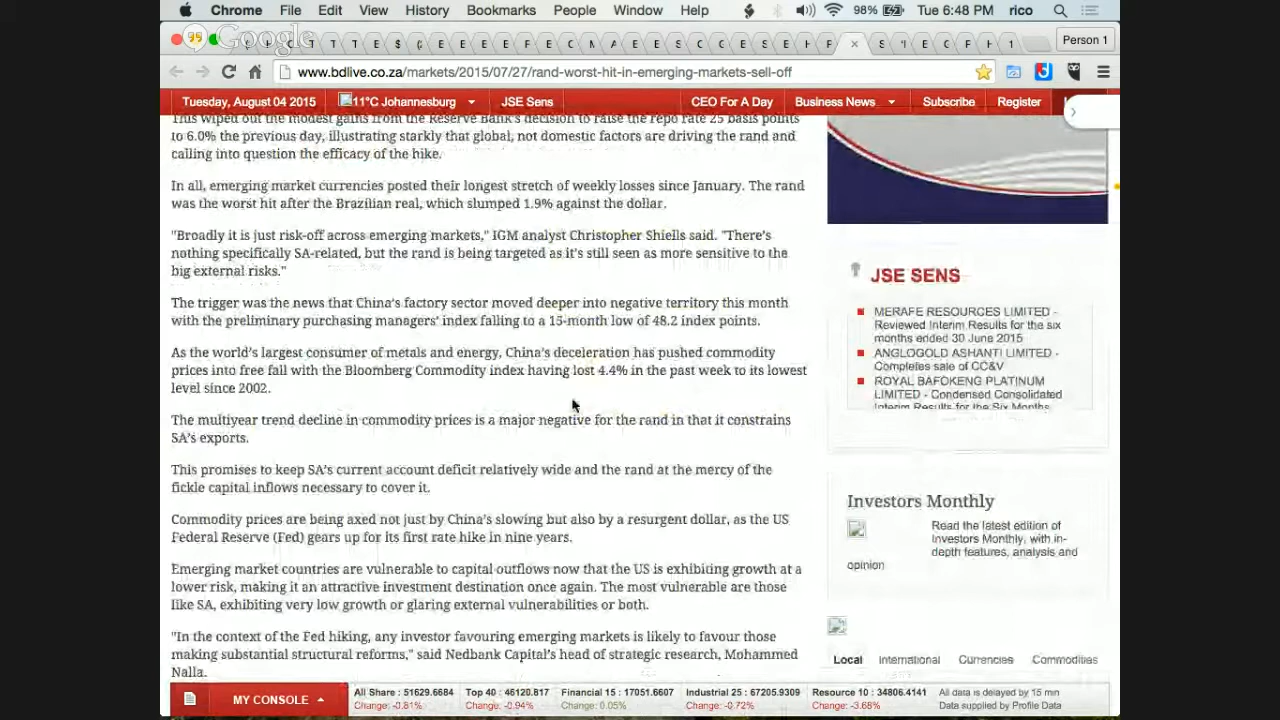 Chrome File Edit View History Bookmarks People Window Help 98% Tue 6:48 PM rico
Google
T T E $ E E E F E C M A E E S C C E S E H F S E C F H 1 Person 1
www.bdlive.co.za/markets/2015/07/27/rand-worst-hit-in-emerging-markets-sell-off
Tuesday, August 04 2015 11°C Johannesburg JSE Sens CEO For A Day Business News Subscribe Register
This wiped out the modest gains from the Reserve Bank's decision to raise the repo rate 25 basis points
to 6.0% the previous day, illustrating starkly that global, not domestic factors are driving the rand and
calling into question the efficacy of the hike.
In all, emerging market currencies posted their longest stretch of weekly losses since January. The rand
was the worst hit after the Brazilian real, which slumped 1.9% against the dollar.
"Broadly it is just risk-off across emerging markets," IGM analyst Christopher Shiells said. "There's
nothing specifically SA-related, but the rand is being targeted as it's still seen as more sensitive to the
big external risks."
The trigger was the news that China's factory sector moved deeper into negative territory this month
with the preliminary purchasing managers' index falling to a 15-month low of 48.2 index points.
As the world's largest consumer of metals and energy, China's deceleration has pushed commodity
prices into free fall with the Bloomberg Commodity index having lost 4.4% in the past week to its lowest
level since 2002.
The multiyear trend decline in commodity prices is a major negative for the rand in that it constrains
SA's exports.
This promises to keep SA's current account deficit relatively wide and the rand at the mercy of the
fickle capital inflows necessary to cover it.
Commodity prices are being axed not just by China's slowing but also by a resurgent dollar, as the US
Federal Reserve (Fed) gears up for its first rate hike in nine years.
Emerging market countries are vulnerable to capital outflows now that the US is exhibiting growth at a
lower risk, making it an attractive investment destination once again. The most vulnerable are those
like SA, exhibiting very low growth or glaring external vulnerabilities or both.
"In the context of the Fed hiking, any investor favouring emerging markets is likely to favour those
making substantial structural reforms," said Nedbank Capital's head of strategic research, Mohammed
Nalla.
JSE SENS
MERAFE RESOURCES LIMITED -
Reviewed Interim Results for the six
months ended 30 June 2015
ANGLOGOLD ASHANTI LIMITED -
Completes sale of CC&V
ROYAL BAFOKENG PLATINUM
LIMITED - Condensed Consolidated
Interim Results for the Six Months
Investors Monthly
Read the latest edition of
Investors Monthly, with in-
depth features, analysis and
opinion
Local International Currencies Commodities
MY CONSOLE
All Share : 51629.6684 Top 40 : 46120.817 Financial 15 : 17051.6607 Industrial 25 : 67205.9309 Resource 10 : 34806.4141 All data is delayed by 15 min
Change: -0.81% Change: -0.94% Change: 0.05% Change: -0.72% Change: -3.68% Data supplied by Profile Data